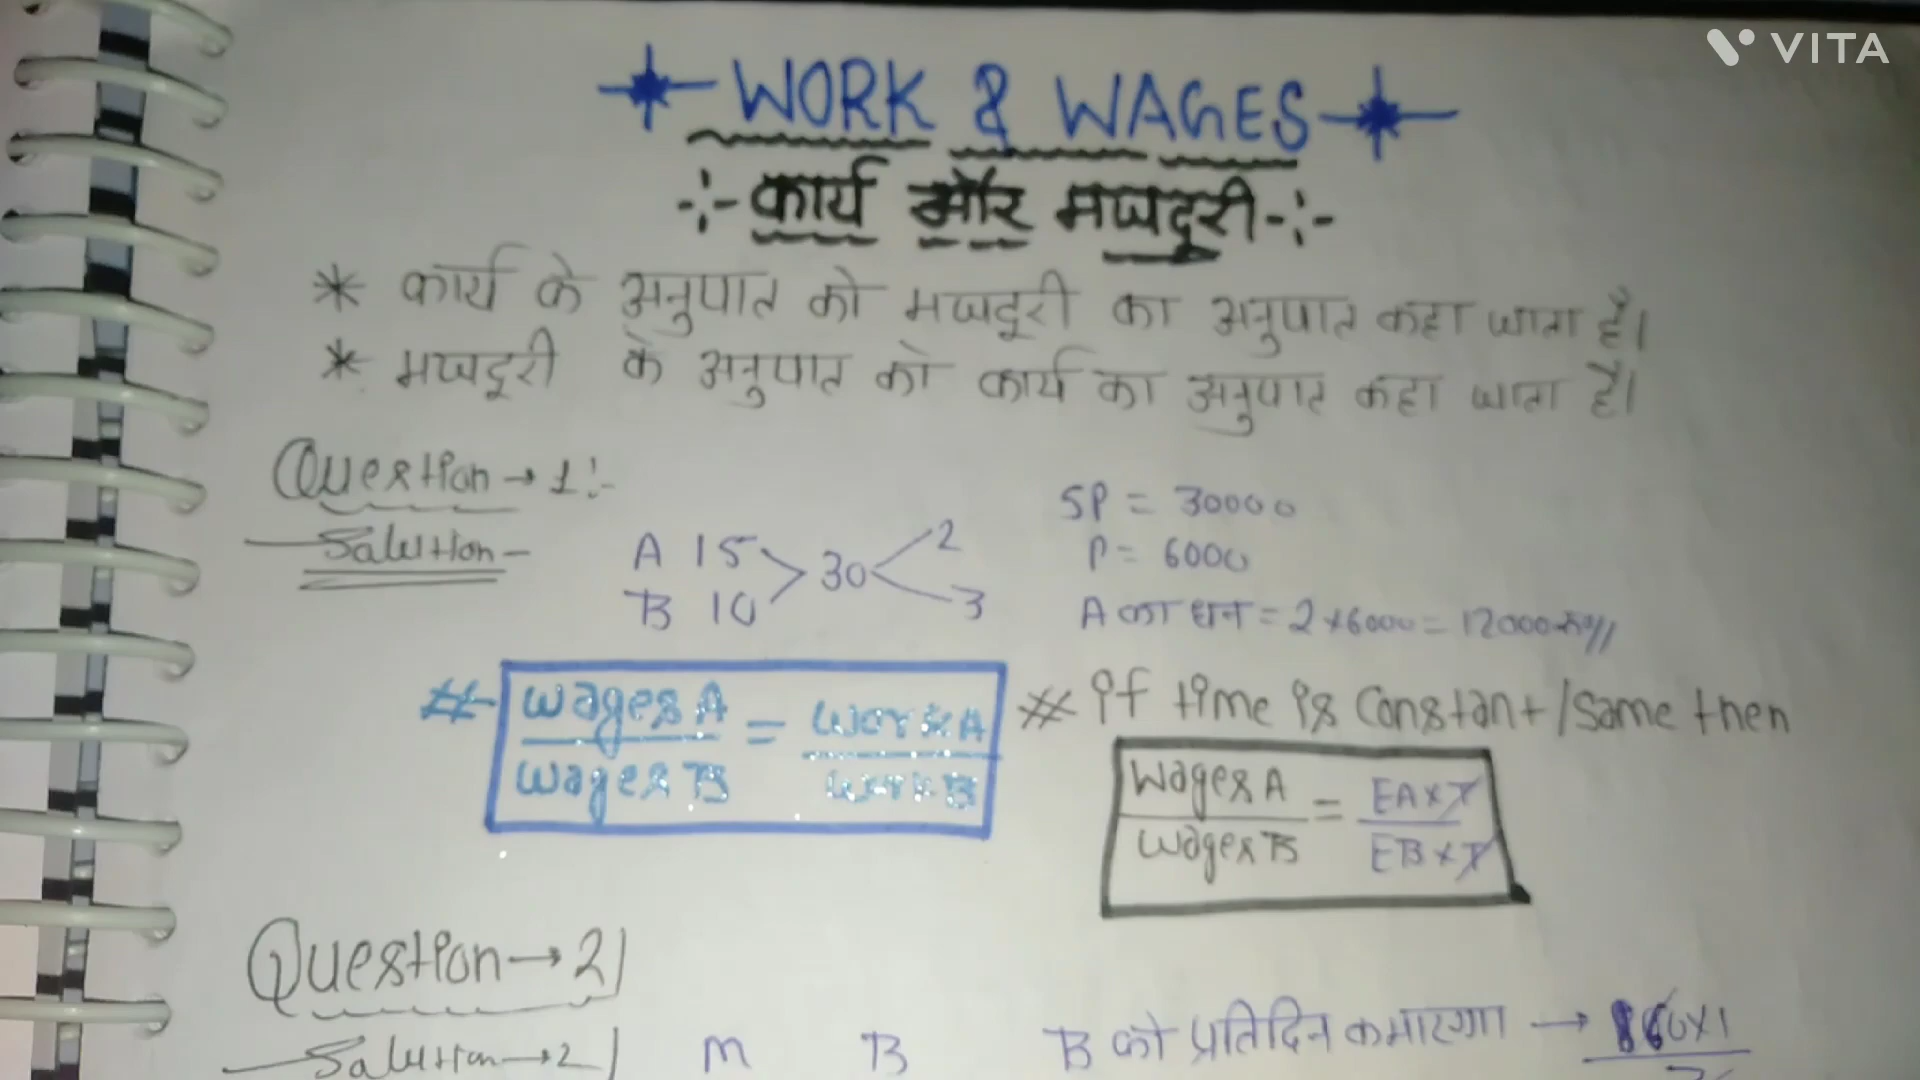 VITA
WORK & WAGES
-:- कार्य और मजदूरी -:-
* कार्य के अनुपात को मजदूरी का अनुपात कहा जाता है।
* मजदूरी के अनुपात को कार्य का अनुपात कहा जाता है।
Question → 1:-
Solution -
A 15 > 30 < 2
B 10 3
5P = 30000
P = 6000
A का धन = 2×6000 = 12000
# Wages A / Wages B = Work A / Work B
* if time is Constant/Same then
Wages A / Wages B = EA×T / EB×T
Question → 2)
Solution → 2) M B
B को प्रतिदिन कमाएगा →